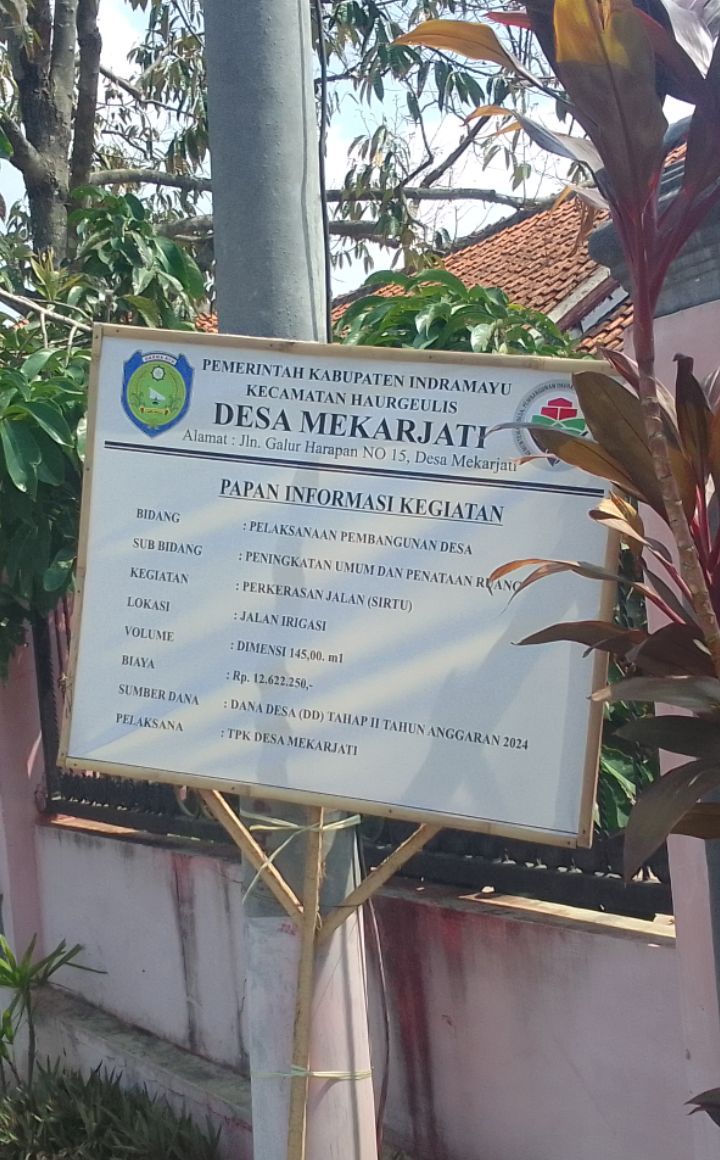 PEMERINTAH KABUPATEN INDRAMAYU
KECAMATAN HAURGEULIS
DESA MEKARJATI
Alamat : Jln. Galur Harapan NO 15, Desa Mekarjati
PAPAN INFORMASI KEGIATAN
BIDANG : PELAKSANAAN PEMBANGUNAN DESA
SUB BIDANG : PENINGKATAN UMUM DAN PENATAAN RUANG
KEGIATAN : PERKERASAN JALAN (SIRTU)
LOKASI : JALAN IRIGASI
VOLUME : DIMENSI 145,00. m1
BIAYA : Rp. 12.622.250,-
SUMBER DANA : DANA DESA (DD) TAHAP II TAHUN ANGGARAN 2024
PELAKSANA : TPK DESA MEKARJATI